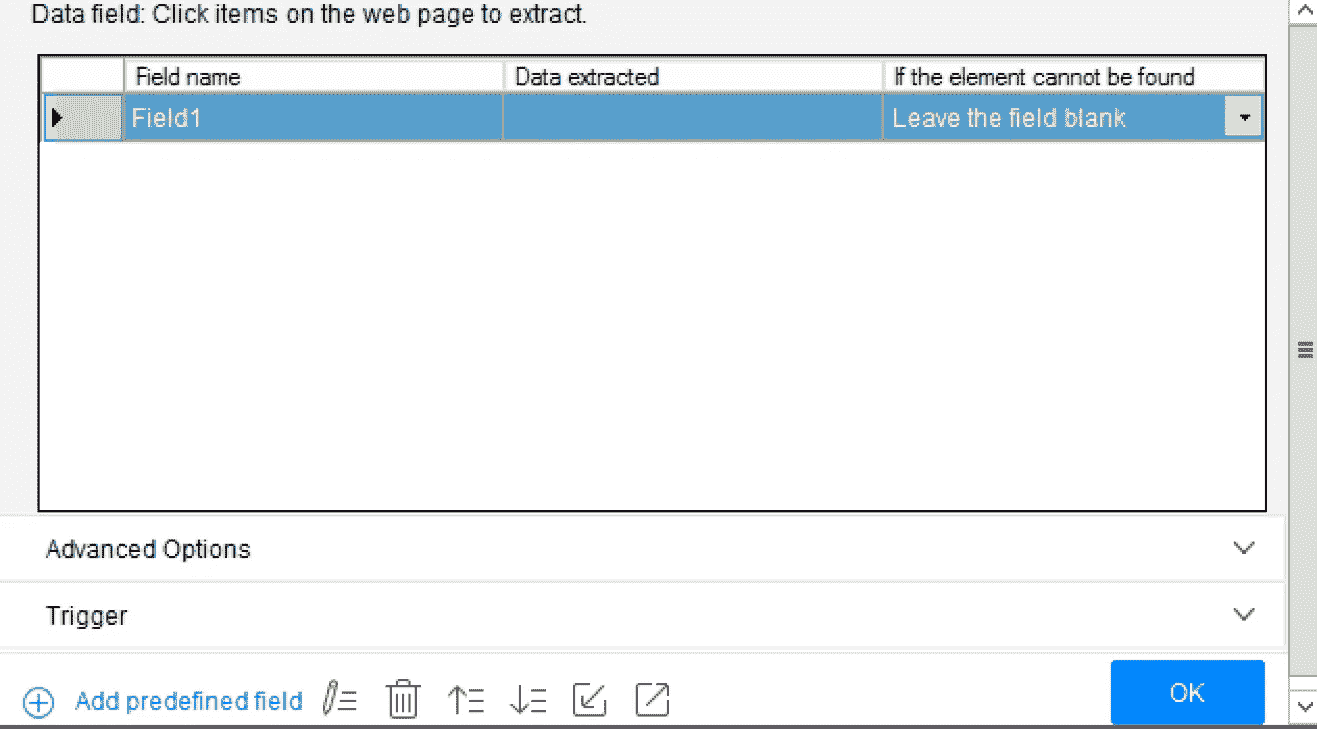 Data field: Click items on the web page to extract.
Field name Data extracted If the element cannot be found
Field1 Leave the field blank
Advanced Options
Trigger
Add predefined field OK